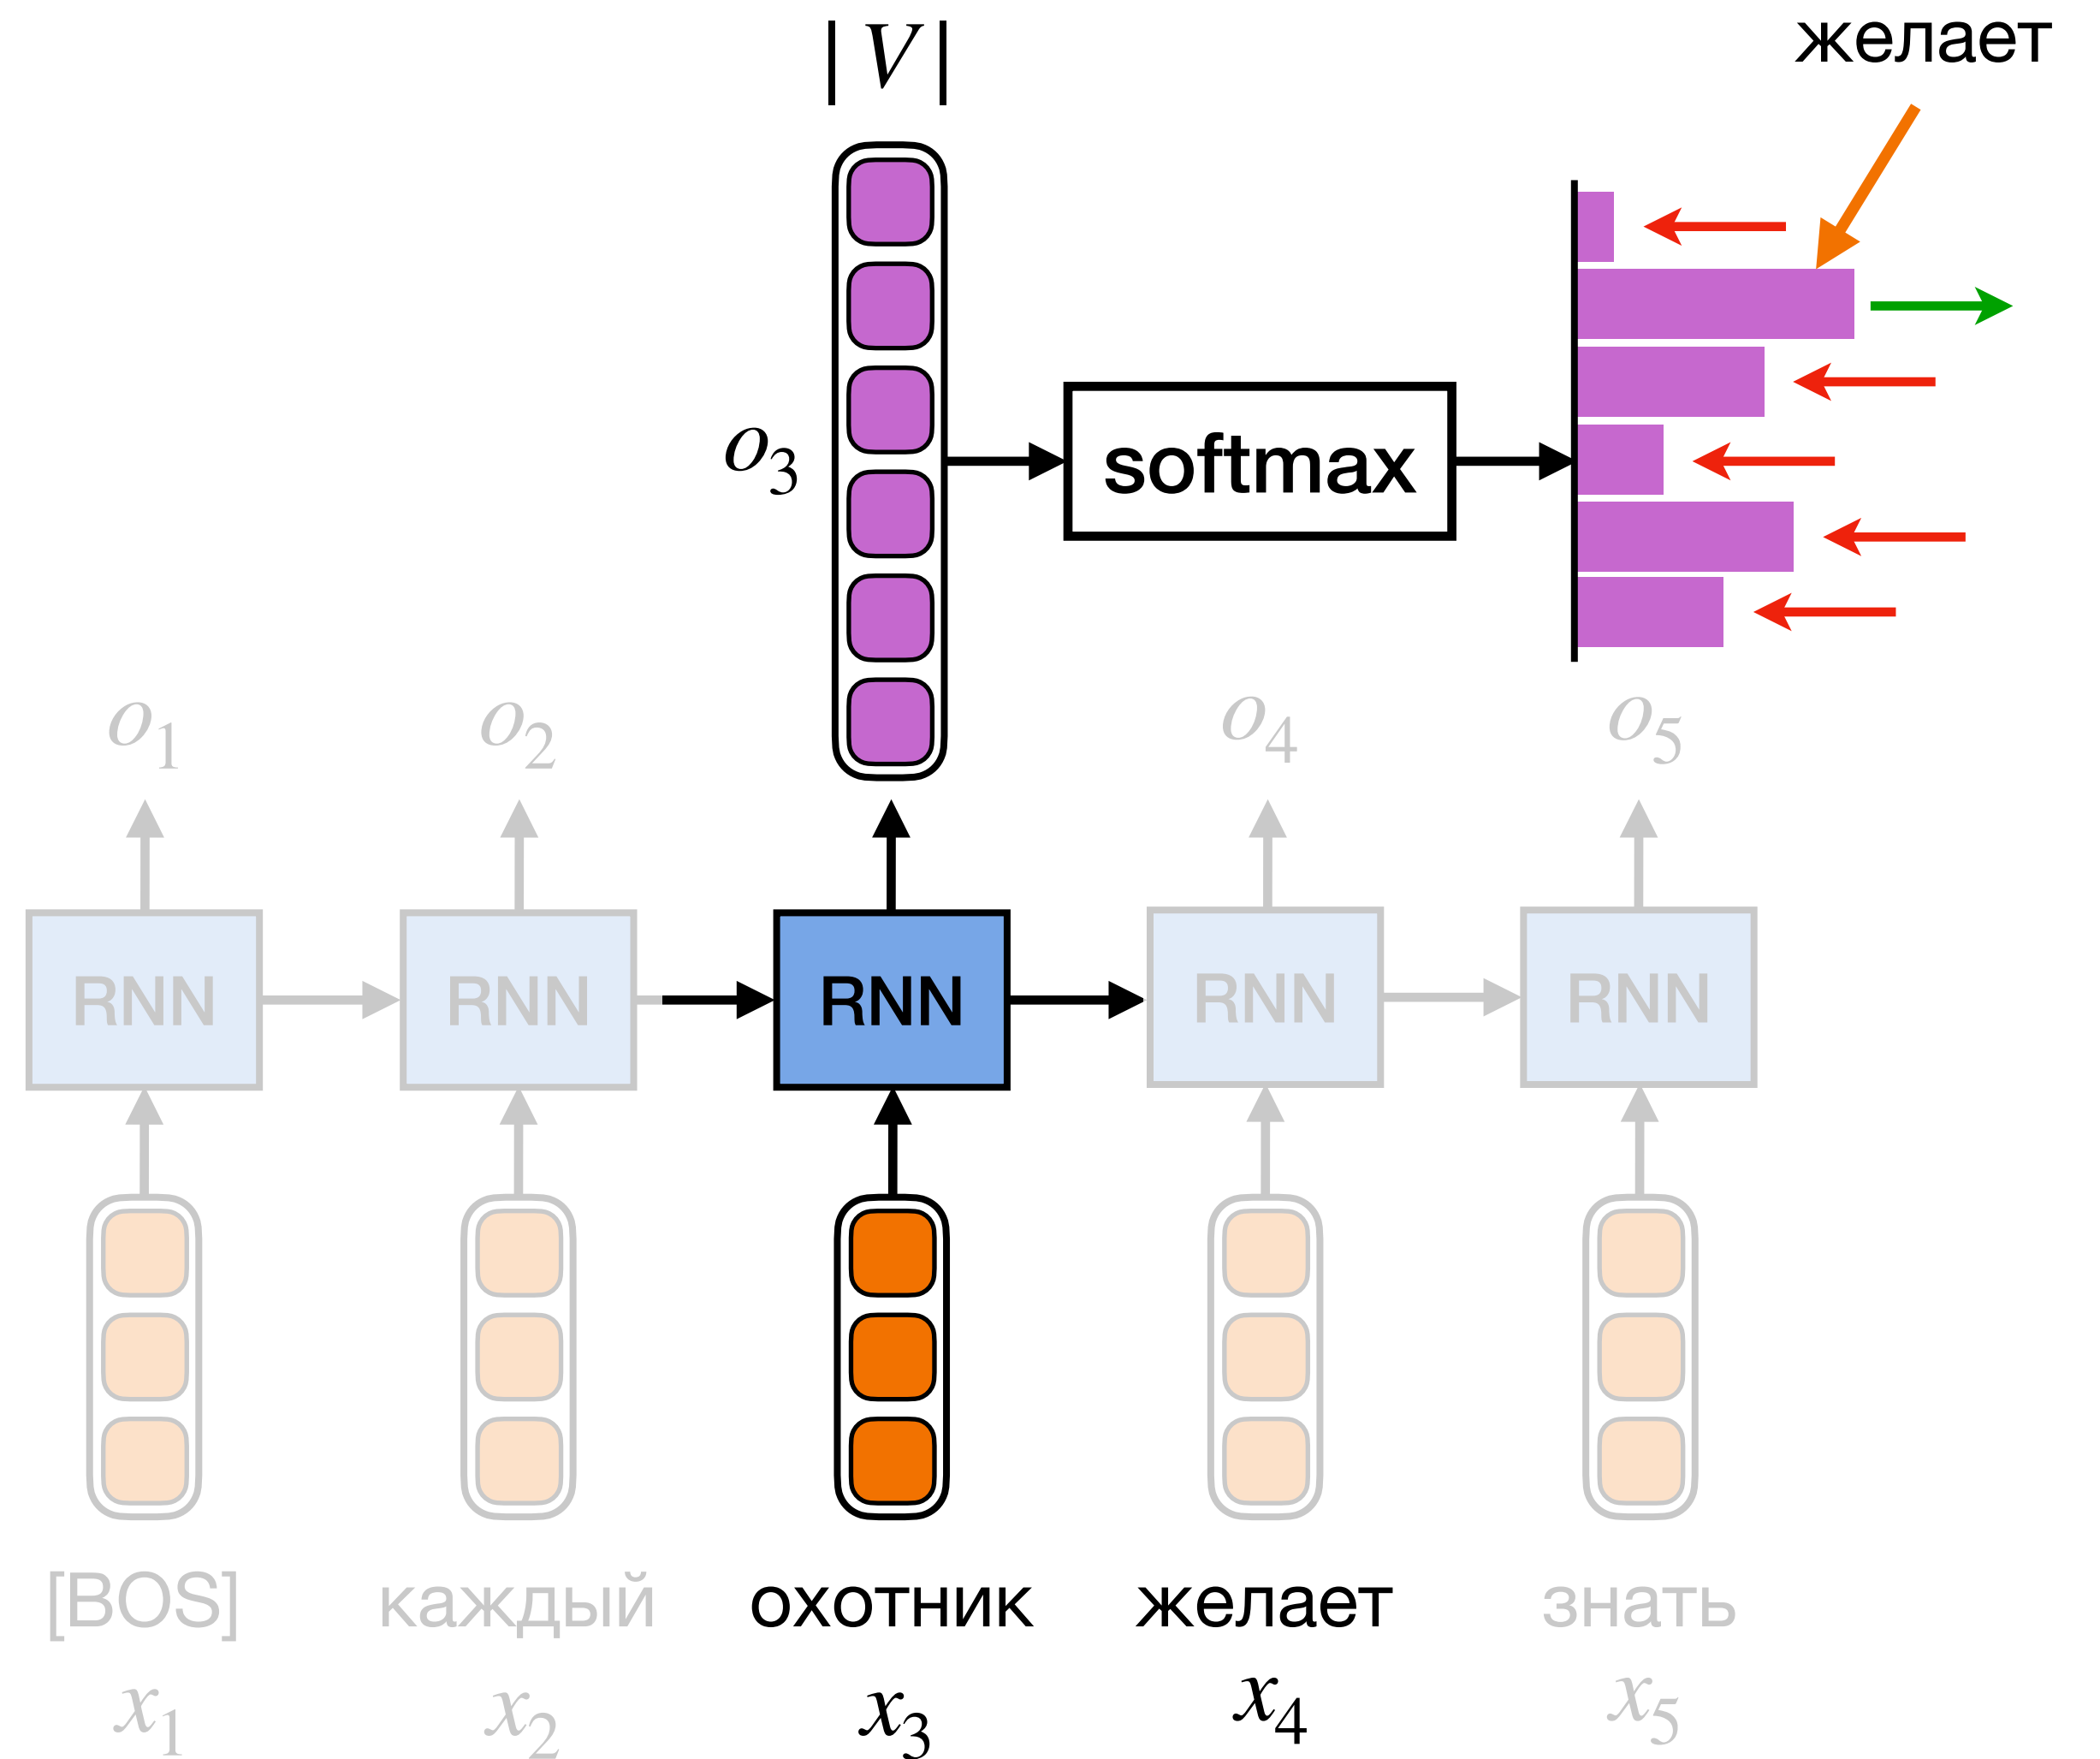 |V| желает
o3 softmax
o1 o2 o4 o5
RNN RNN RNN RNN RNN
[BOS] каждый охотник желает знать
x1 x2 x3 x4 x5